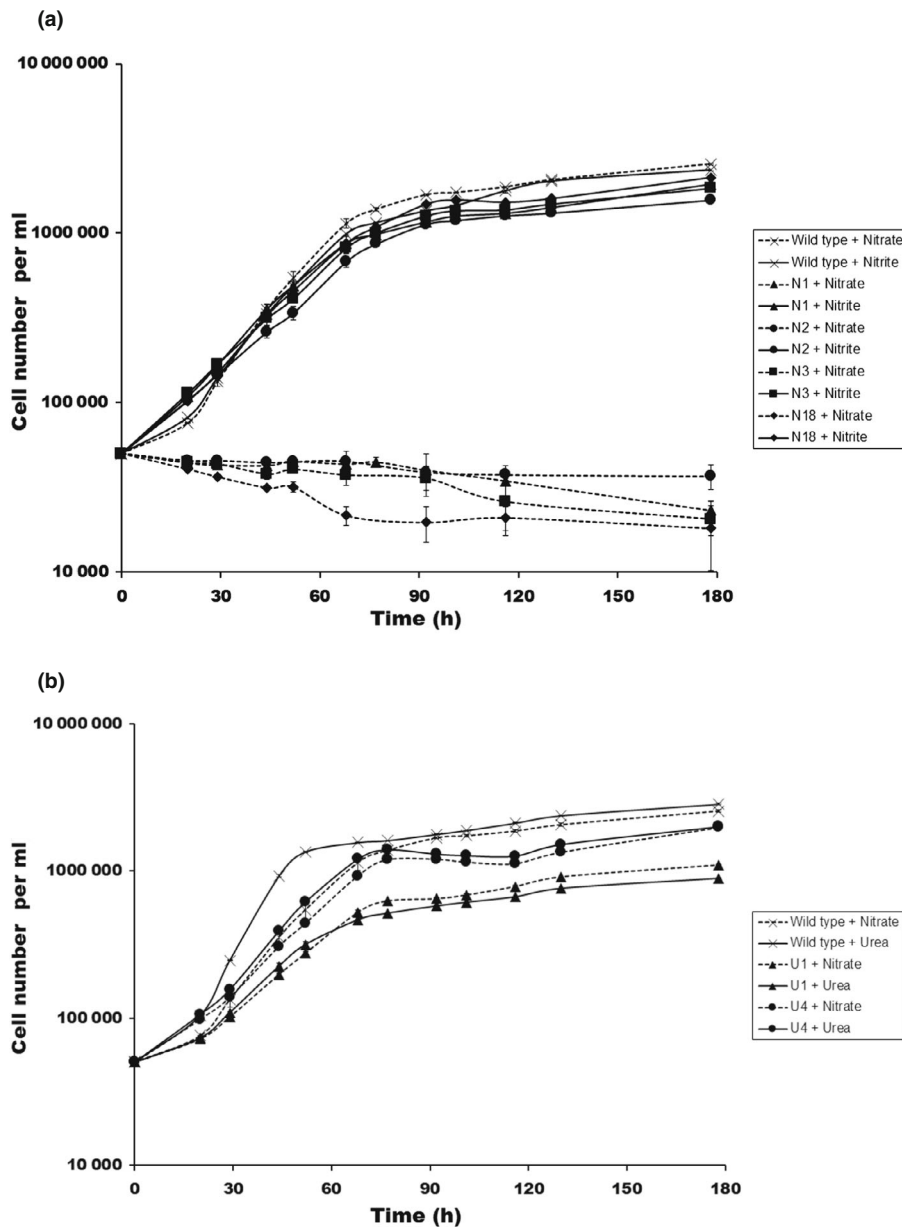 (a)
10 000 000
1000 000
100 000
10 000
Cell number per ml
0 30 60 90 120 150 180
Time (h)
Wild type + Nitrate
Wild type + Nitrite
N1 + Nitrate
N1 + Nitrite
N2 + Nitrate
N2 + Nitrite
N3 + Nitrate
N3 + Nitrite
N18 + Nitrate
N18 + Nitrite
(b)
10 000 000
1000 000
100 000
10 000
Cell number per ml
0 30 60 90 120 150 180
Time (h)
Wild type + Nitrate
Wild type + Urea
U1 + Nitrate
U1 + Urea
U4 + Nitrate
U4 + Urea